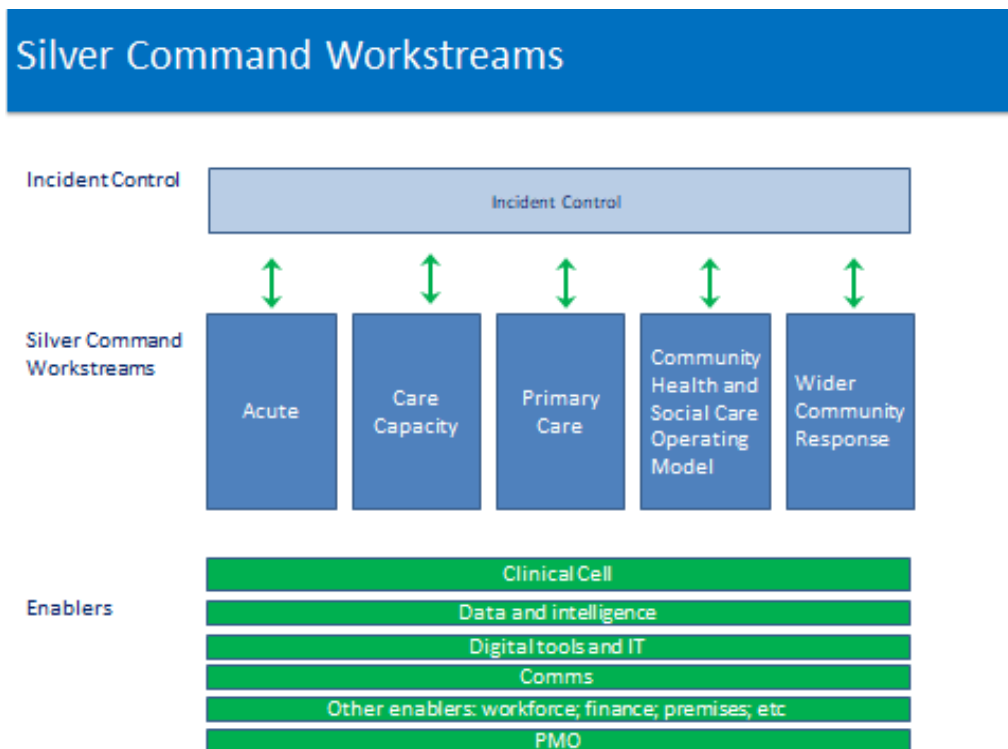 Silver Command Workstreams
Incident Control
Incident Control
Silver Command
Workstreams
Acute
Care
Capacity
Primary
Care
Community
Health and
Social Care
Operating
Model
Wider
Community
Response
Enablers
Clinical Cell
Data and intelligence
Digital tools and IT
Comms
Other enablers: workforce; finance; premises; etc
PMO